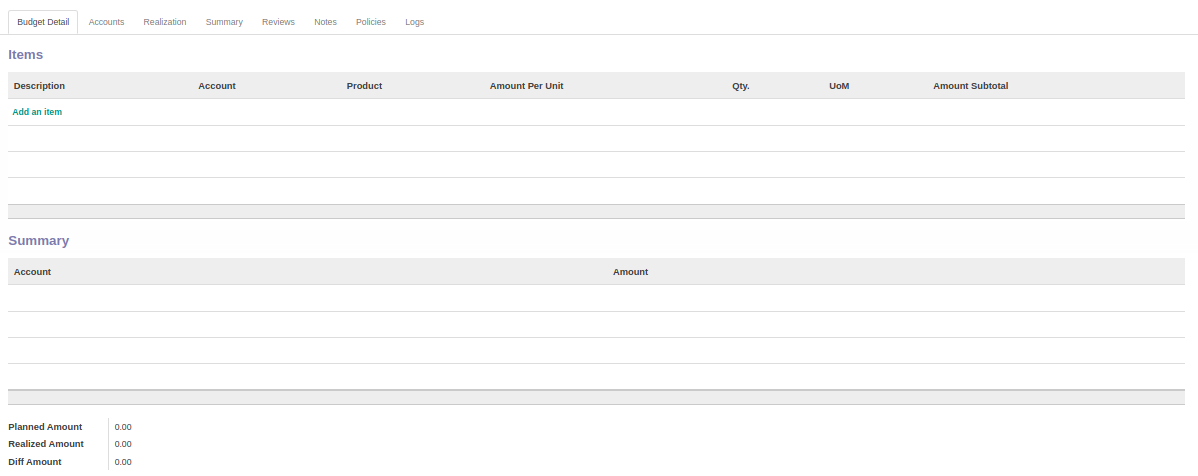 Budget Detail Accounts Realization Summary Reviews Notes Policies Logs
Items
Description Account Product Amount Per Unit Qty. UoM Amount Subtotal
Add an item
Summary
Account Amount
Planned Amount 0.00
Realized Amount 0.00
Diff Amount 0.00